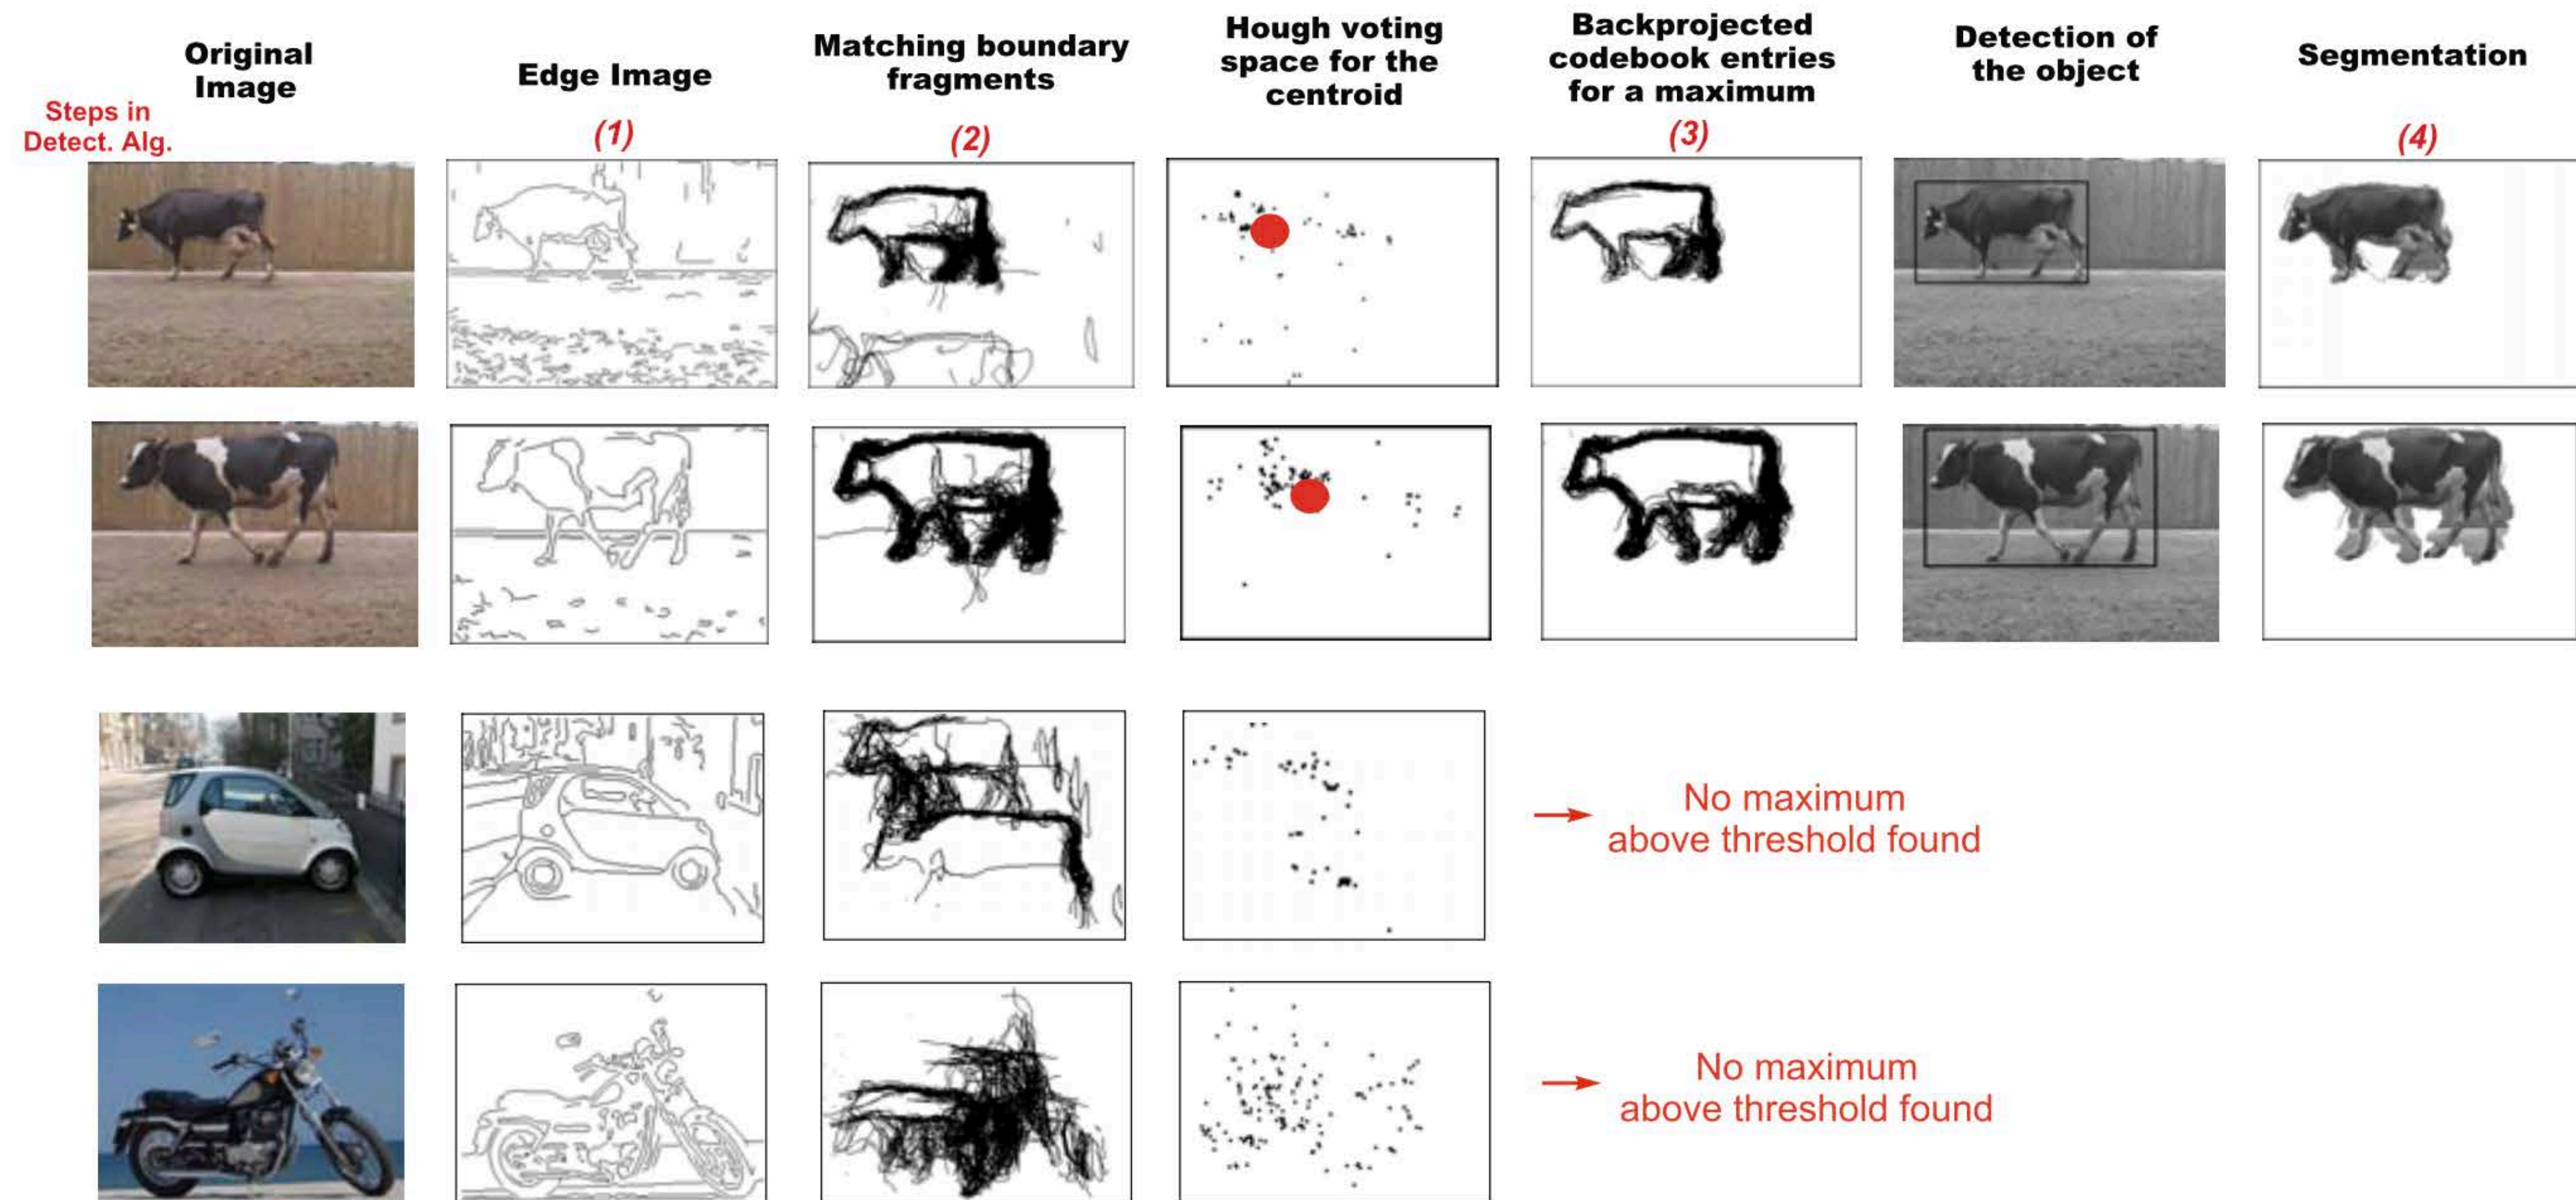 Original
Image
Edge Image
Matching boundary
fragments
Hough voting
space for the
centroid
Backprojected
codebook entries
for a maximum
Detection of
the object
Segmentation
Steps in
Detect. Alg.
(1)
(2)
(3)
(4)
No maximum
above threshold found
No maximum
above threshold found